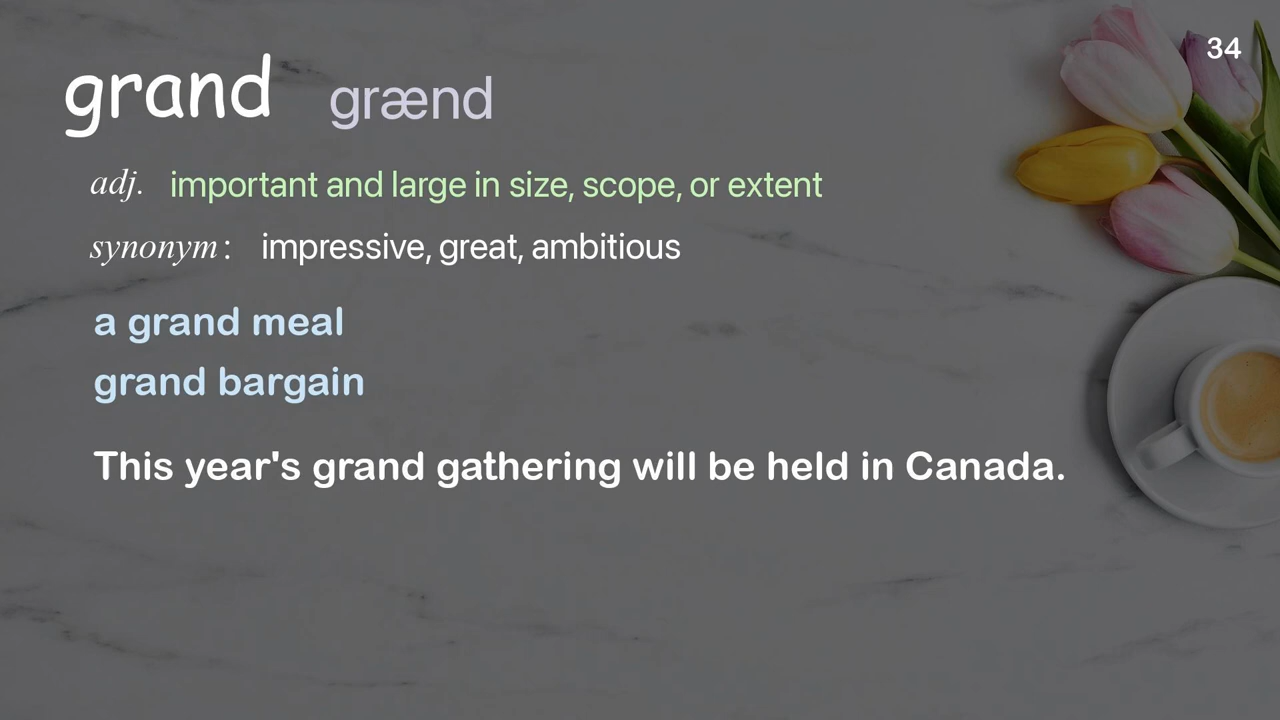 34
grand grænd
adj. important and large in size, scope, or extent
synonym: impressive, great, ambitious
a grand meal
grand bargain
This year's grand gathering will be held in Canada.